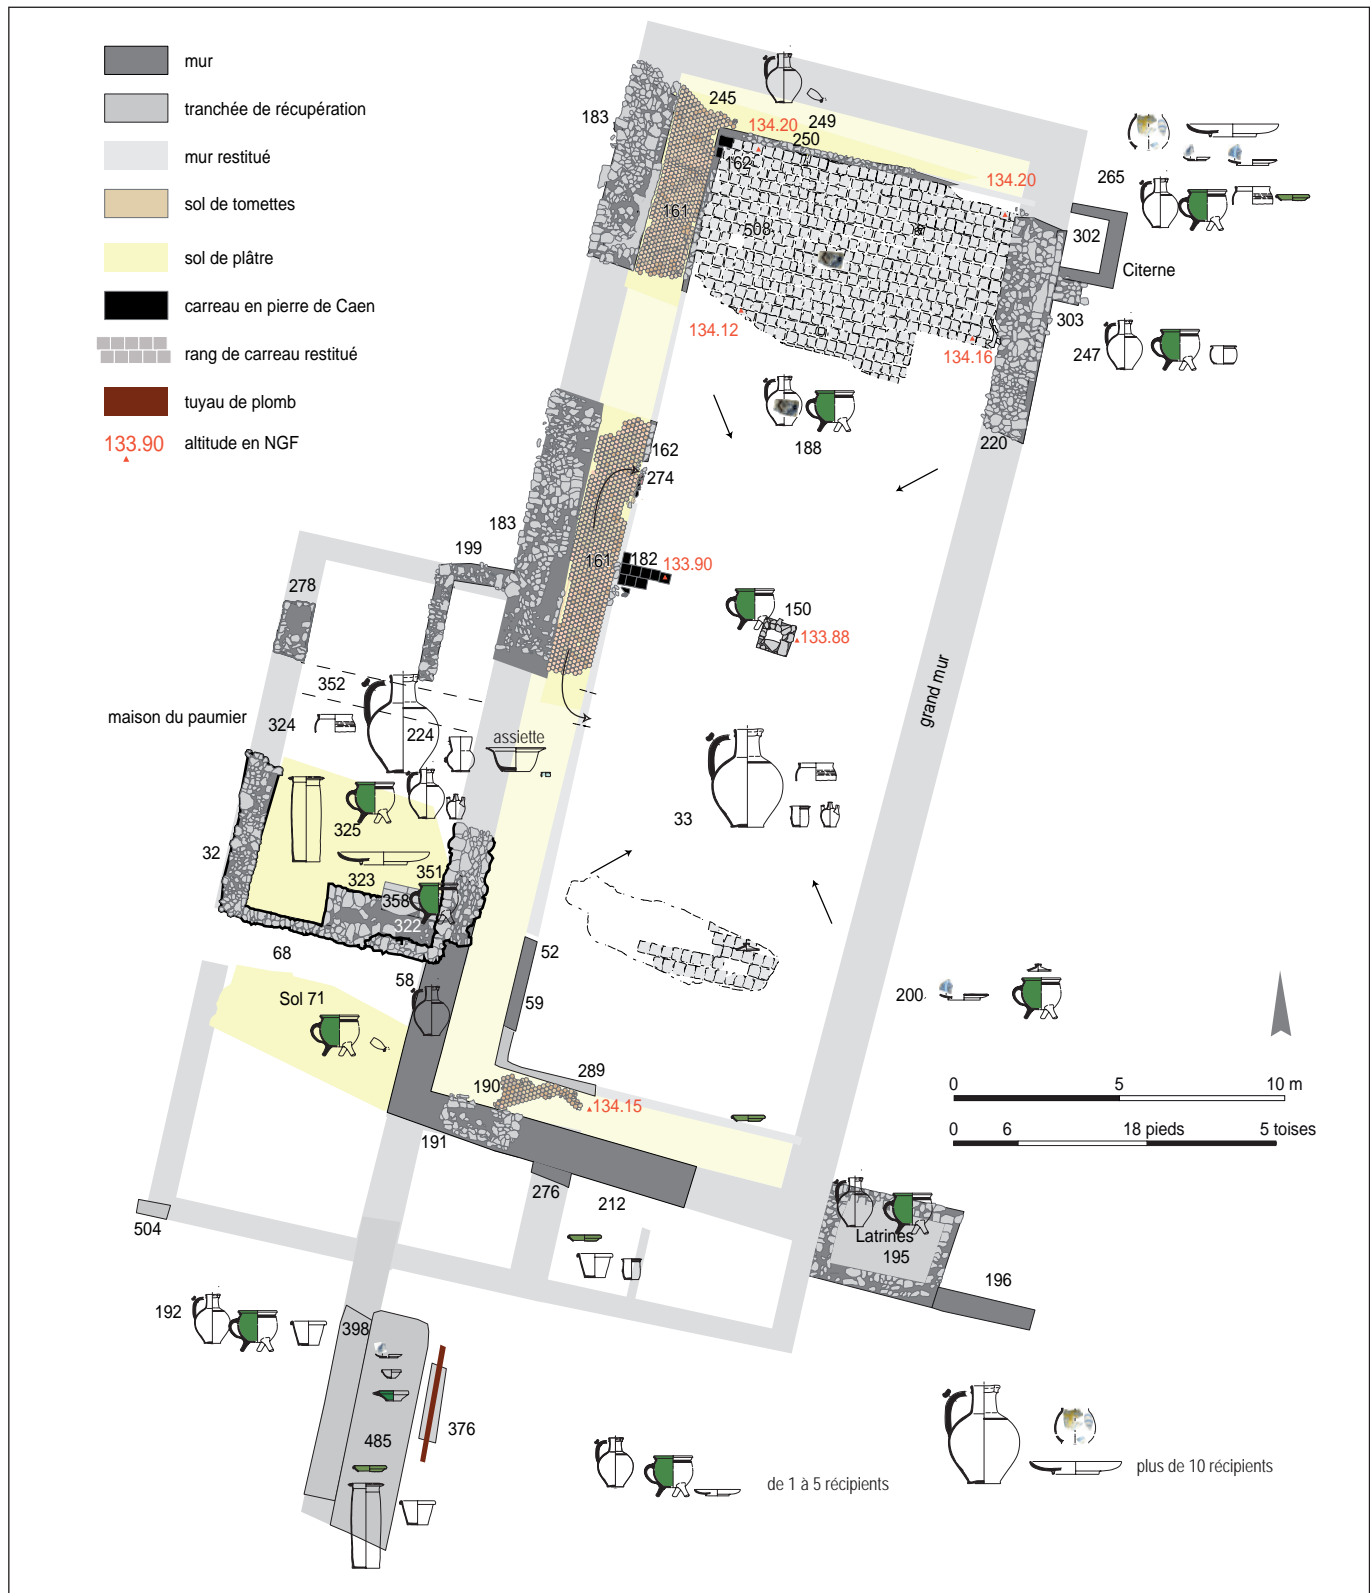 mur
tranchée de récupération
mur restitué
sol de tomettes
sol de plâtre
carreau en pierre de Caen
rang de carreau restitué
tuyau de plomb
133.90 altitude en NGF
183
245
249
134.20
250
162
134.20
161
508
265
302
Citerne
303
247
134.12
134.16
188
220
162
274
183
199
161
182
133.90
278
150
133.88
grand mur
352
maison du paumier
324
224
assiette
325
33
32
323
351
358
322
68
52
58
Sol 71
59
200
289
190
134.15
191
276
212
504
Latrines
195
196
0 5 10 m
0 6 18 pieds 5 toises
192
398
376
485
de 1 à 5 récipients
plus de 10 récipients